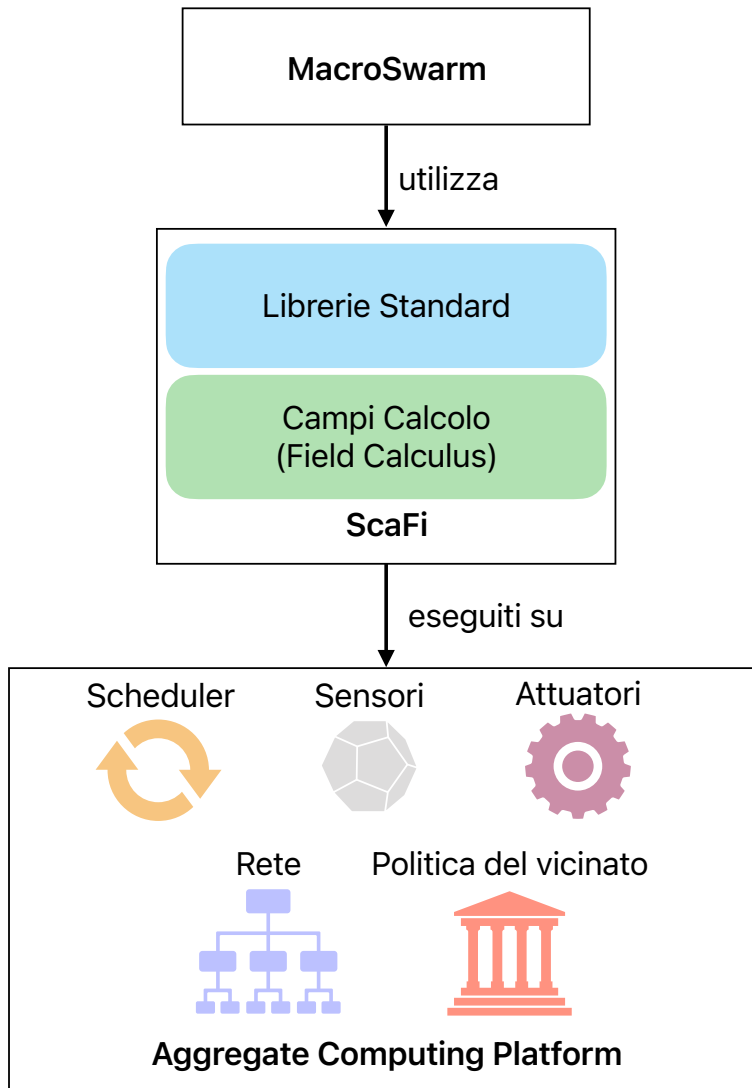 MacroSwarm
utilizza
Librerie Standard
Campi Calcolo
(Field Calculus)
ScaFi
eseguiti su
Scheduler
Sensori
Attuatori
Rete
Politica del vicinato
Aggregate Computing Platform